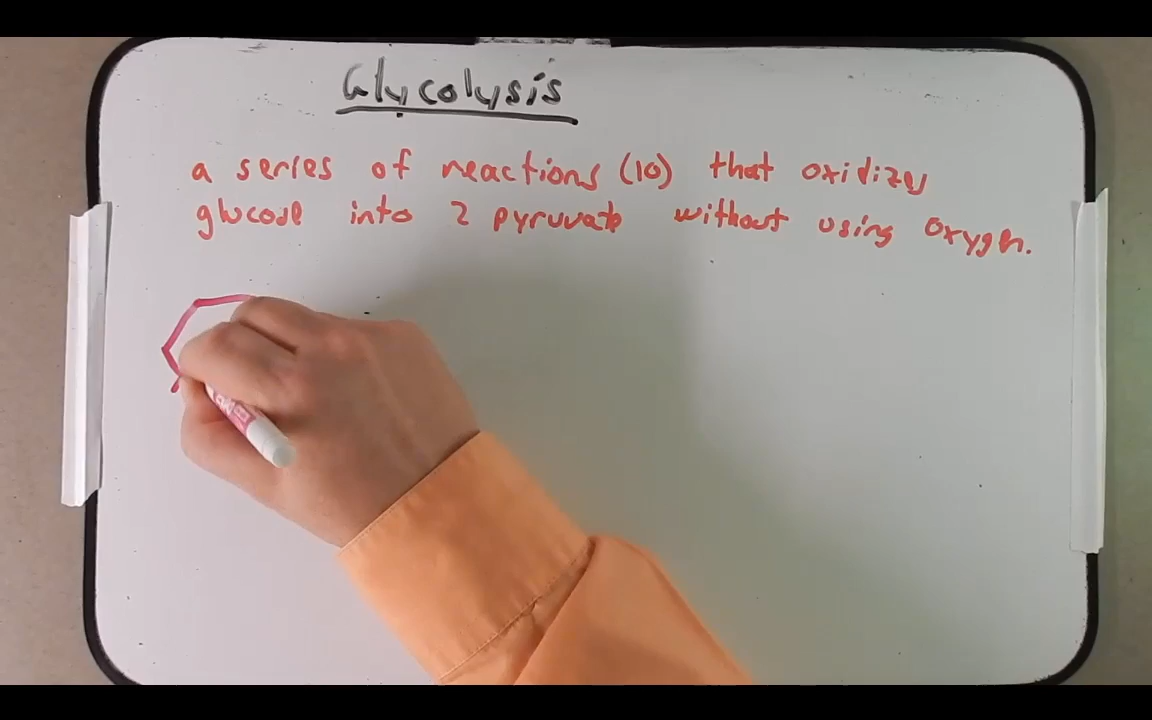 Glycolysis
a series of reactions (10) that oxidizes
glucose into 2 pyruvate without using oxygen.